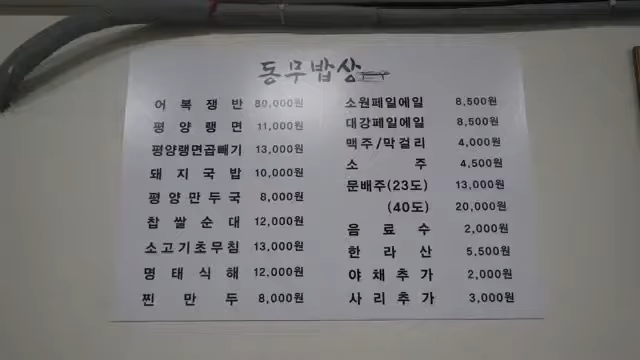 동무밥상
어복쟁반 80,000원
평양랭면 11,000원
평양랭면곱빼기 13,000원
돼지국밥 10,000원
평양만두국 8,000원
찹쌀순대 12,000원
소고기초무침 13,000원
명태식해 12,000원
찐만두 8,000원
소원페일에일 8,500원
대강페일에일 8,500원
맥주/막걸리 4,000원
소주 4,500원
문배주(23도) 13,000원
(40도) 20,000원
음료수 2,000원
한라산 5,500원
야채추가 2,000원
사리추가 3,000원